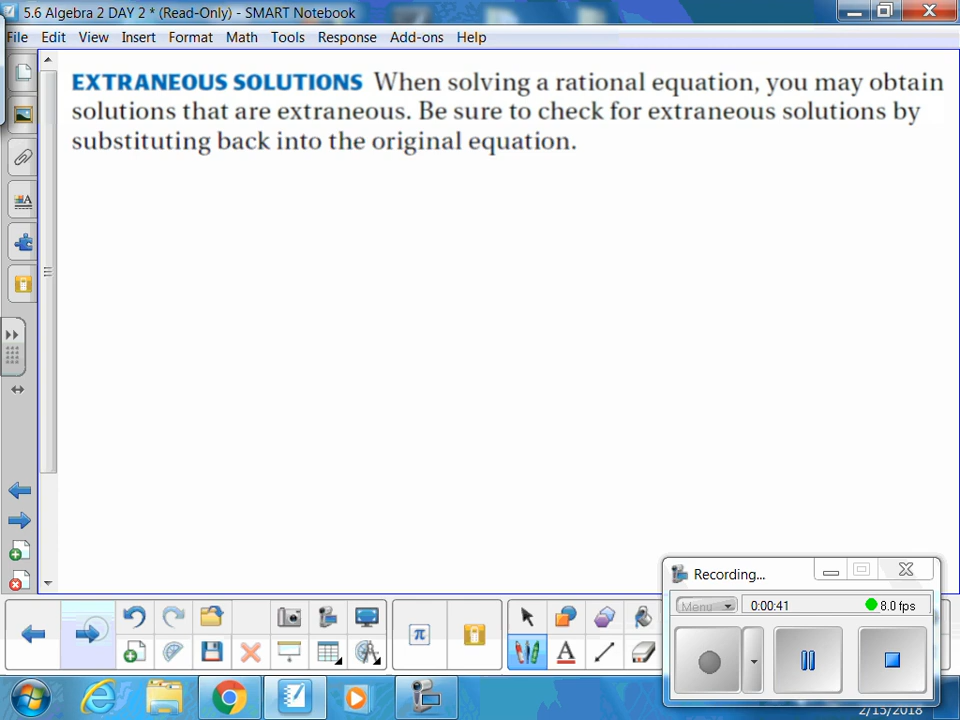 5.6 Algebra 2 DAY 2 * (Read-Only) - SMART Notebook
File Edit View Insert Format Math Tools Response Add-ons Help
EXTRANEOUS SOLUTIONS When solving a rational equation, you may obtain
solutions that are extraneous. Be sure to check for extraneous solutions by
substituting back into the original equation.
Recording...
Menu 0:00:41 8.0 fps
π
A
2/15/2018